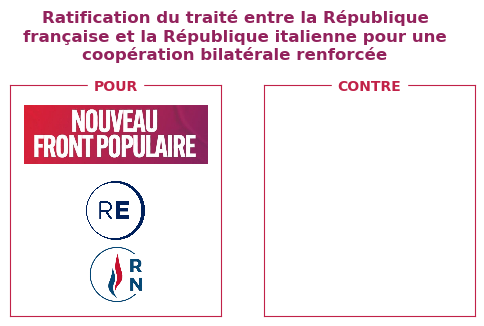 Ratification du traité entre la République
française et la République italienne pour une
coopération bilatérale renforcée
POUR
CONTRE
NOUVEAU
FRONT POPULAIRE
RE
R
N